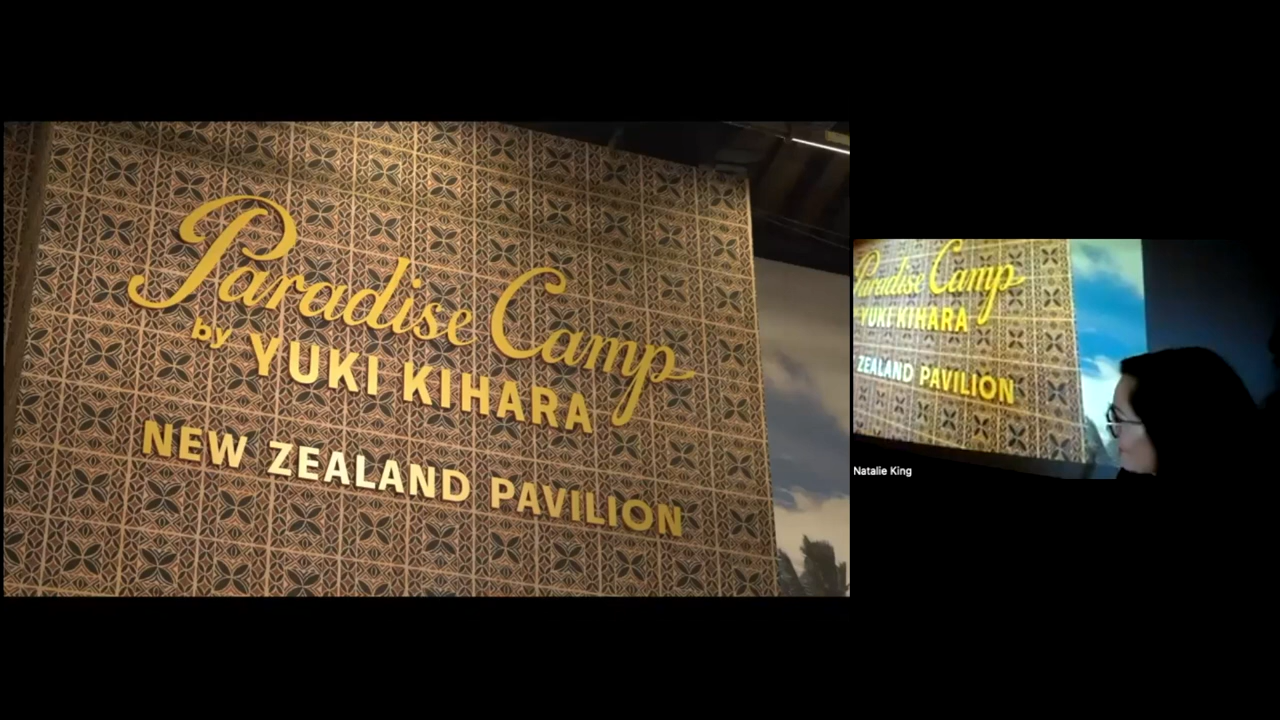 Paradise Camp
by YUKI KIHARA
NEW ZEALAND PAVILION
Paradise Camp
YUKI KIHARA
ZEALAND PAVILION
Natalie King